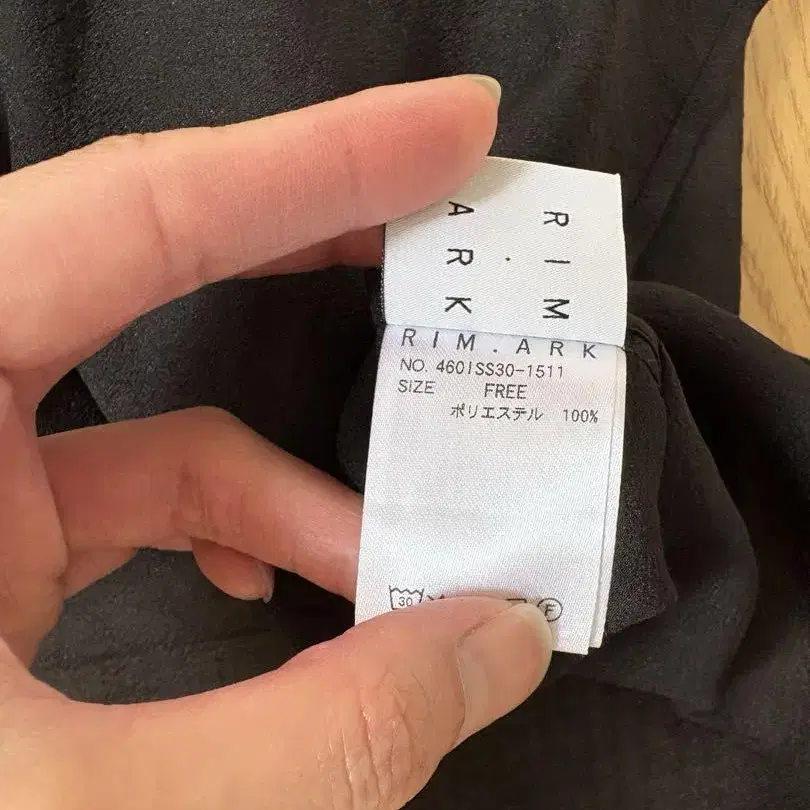 RIM.
ARK
RIM.ARK
NO. 460ISS30-1511
SIZE FREE
ポリエステル 100%
30
F